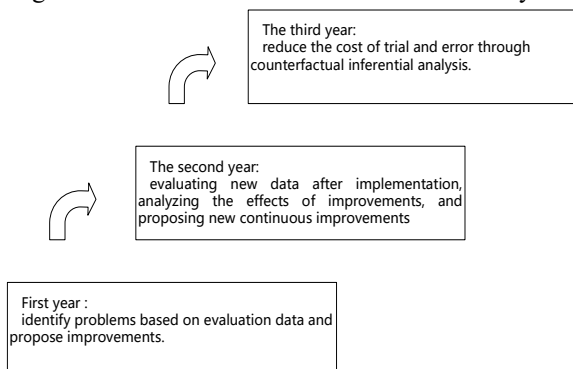 The third year:
reduce the cost of trial and error through
counterfactual inferential analysis.
The second year:
evaluating new data after implementation,
analyzing the effects of improvements, and
proposing new continuous improvements
First year :
identify problems based on evaluation data and
propose improvements.